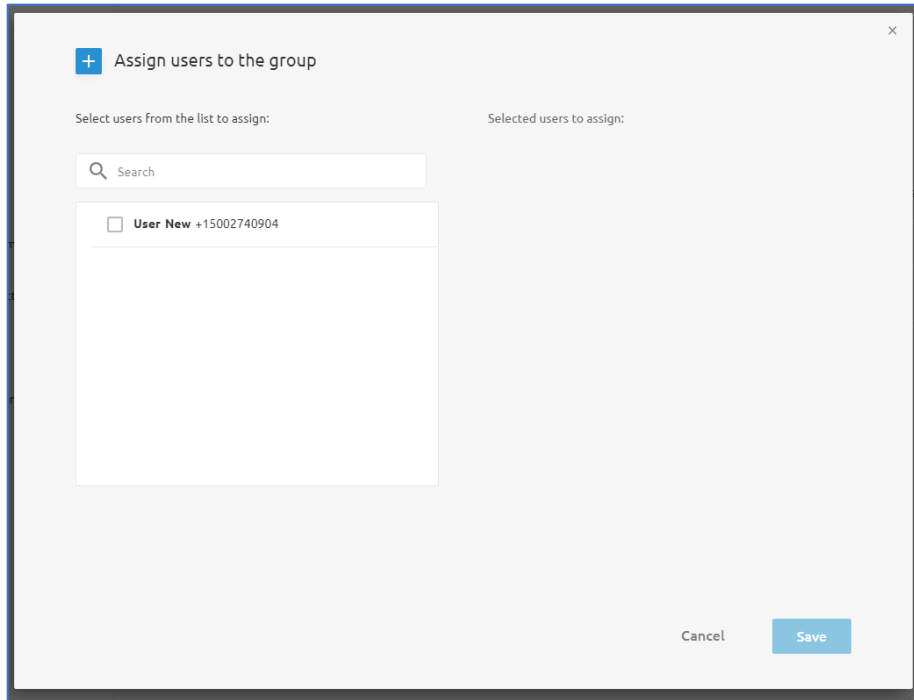 Assign users to the group
Select users from the list to assign:
Selected users to assign:
Search
User New +15002740904
Cancel
Save